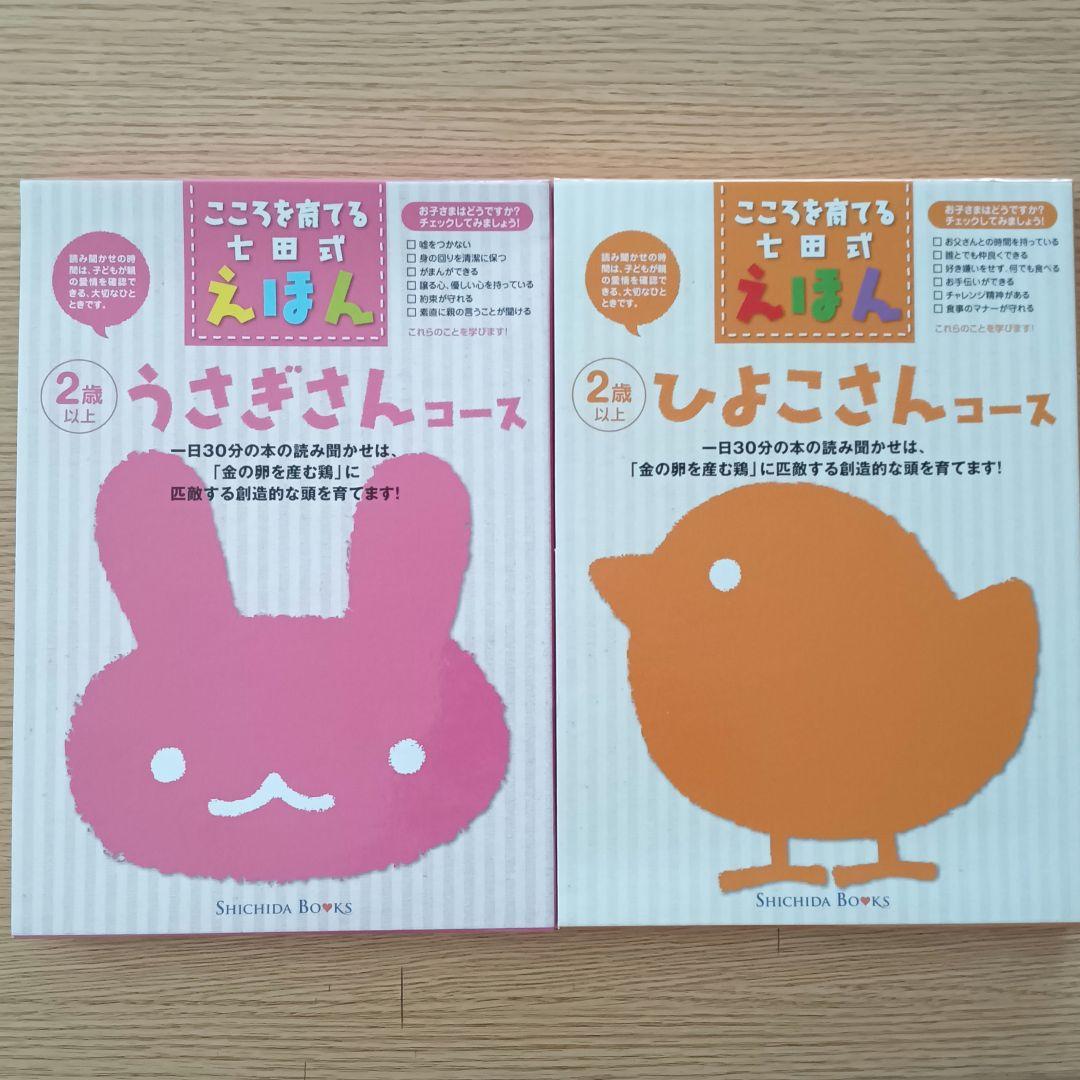 こころを育てる
七田式
えほん
読み聞かせの時
間は、子どもが親
の愛情を確認で
きる、大切なひと
ときです。
お子さまはどうですか?
チェックしてみましょう!
□ 嘘をつかない
□ 身の回りを清潔に保つ
□ がまんができる
□ 譲る心、優しい心を持っている
□ 約束が守れる
□ 素直に親の言うことが聞ける
これらのことを学びます!
2歳
以上
うさぎさんコース
一日30分の本の読み聞かせは、
「金の卵を産む鶏」に
匹敵する創造的な頭を育てます!
SHICHIDA BO♥KS
こころを育てる
七田式
えほん
読み聞かせの時
間は、子どもが親
の愛情を確認で
きる、大切なひと
ときです。
お子さまはどうですか?
チェックしてみましょう!
□ お父さんとの時間を持っている
□ 誰とでも仲良くできる
□ 好き嫌いをせず、何でも食べる
□ お手伝いができる
□ チャレンジ精神がある
□ 食事のマナーが守れる
これらのことを学びます!
2歳
以上
ひよこさんコース
一日30分の本の読み聞かせは、
「金の卵を産む鶏」に匹敵する創造的な頭を育てます!
SHICHIDA BO♥KS